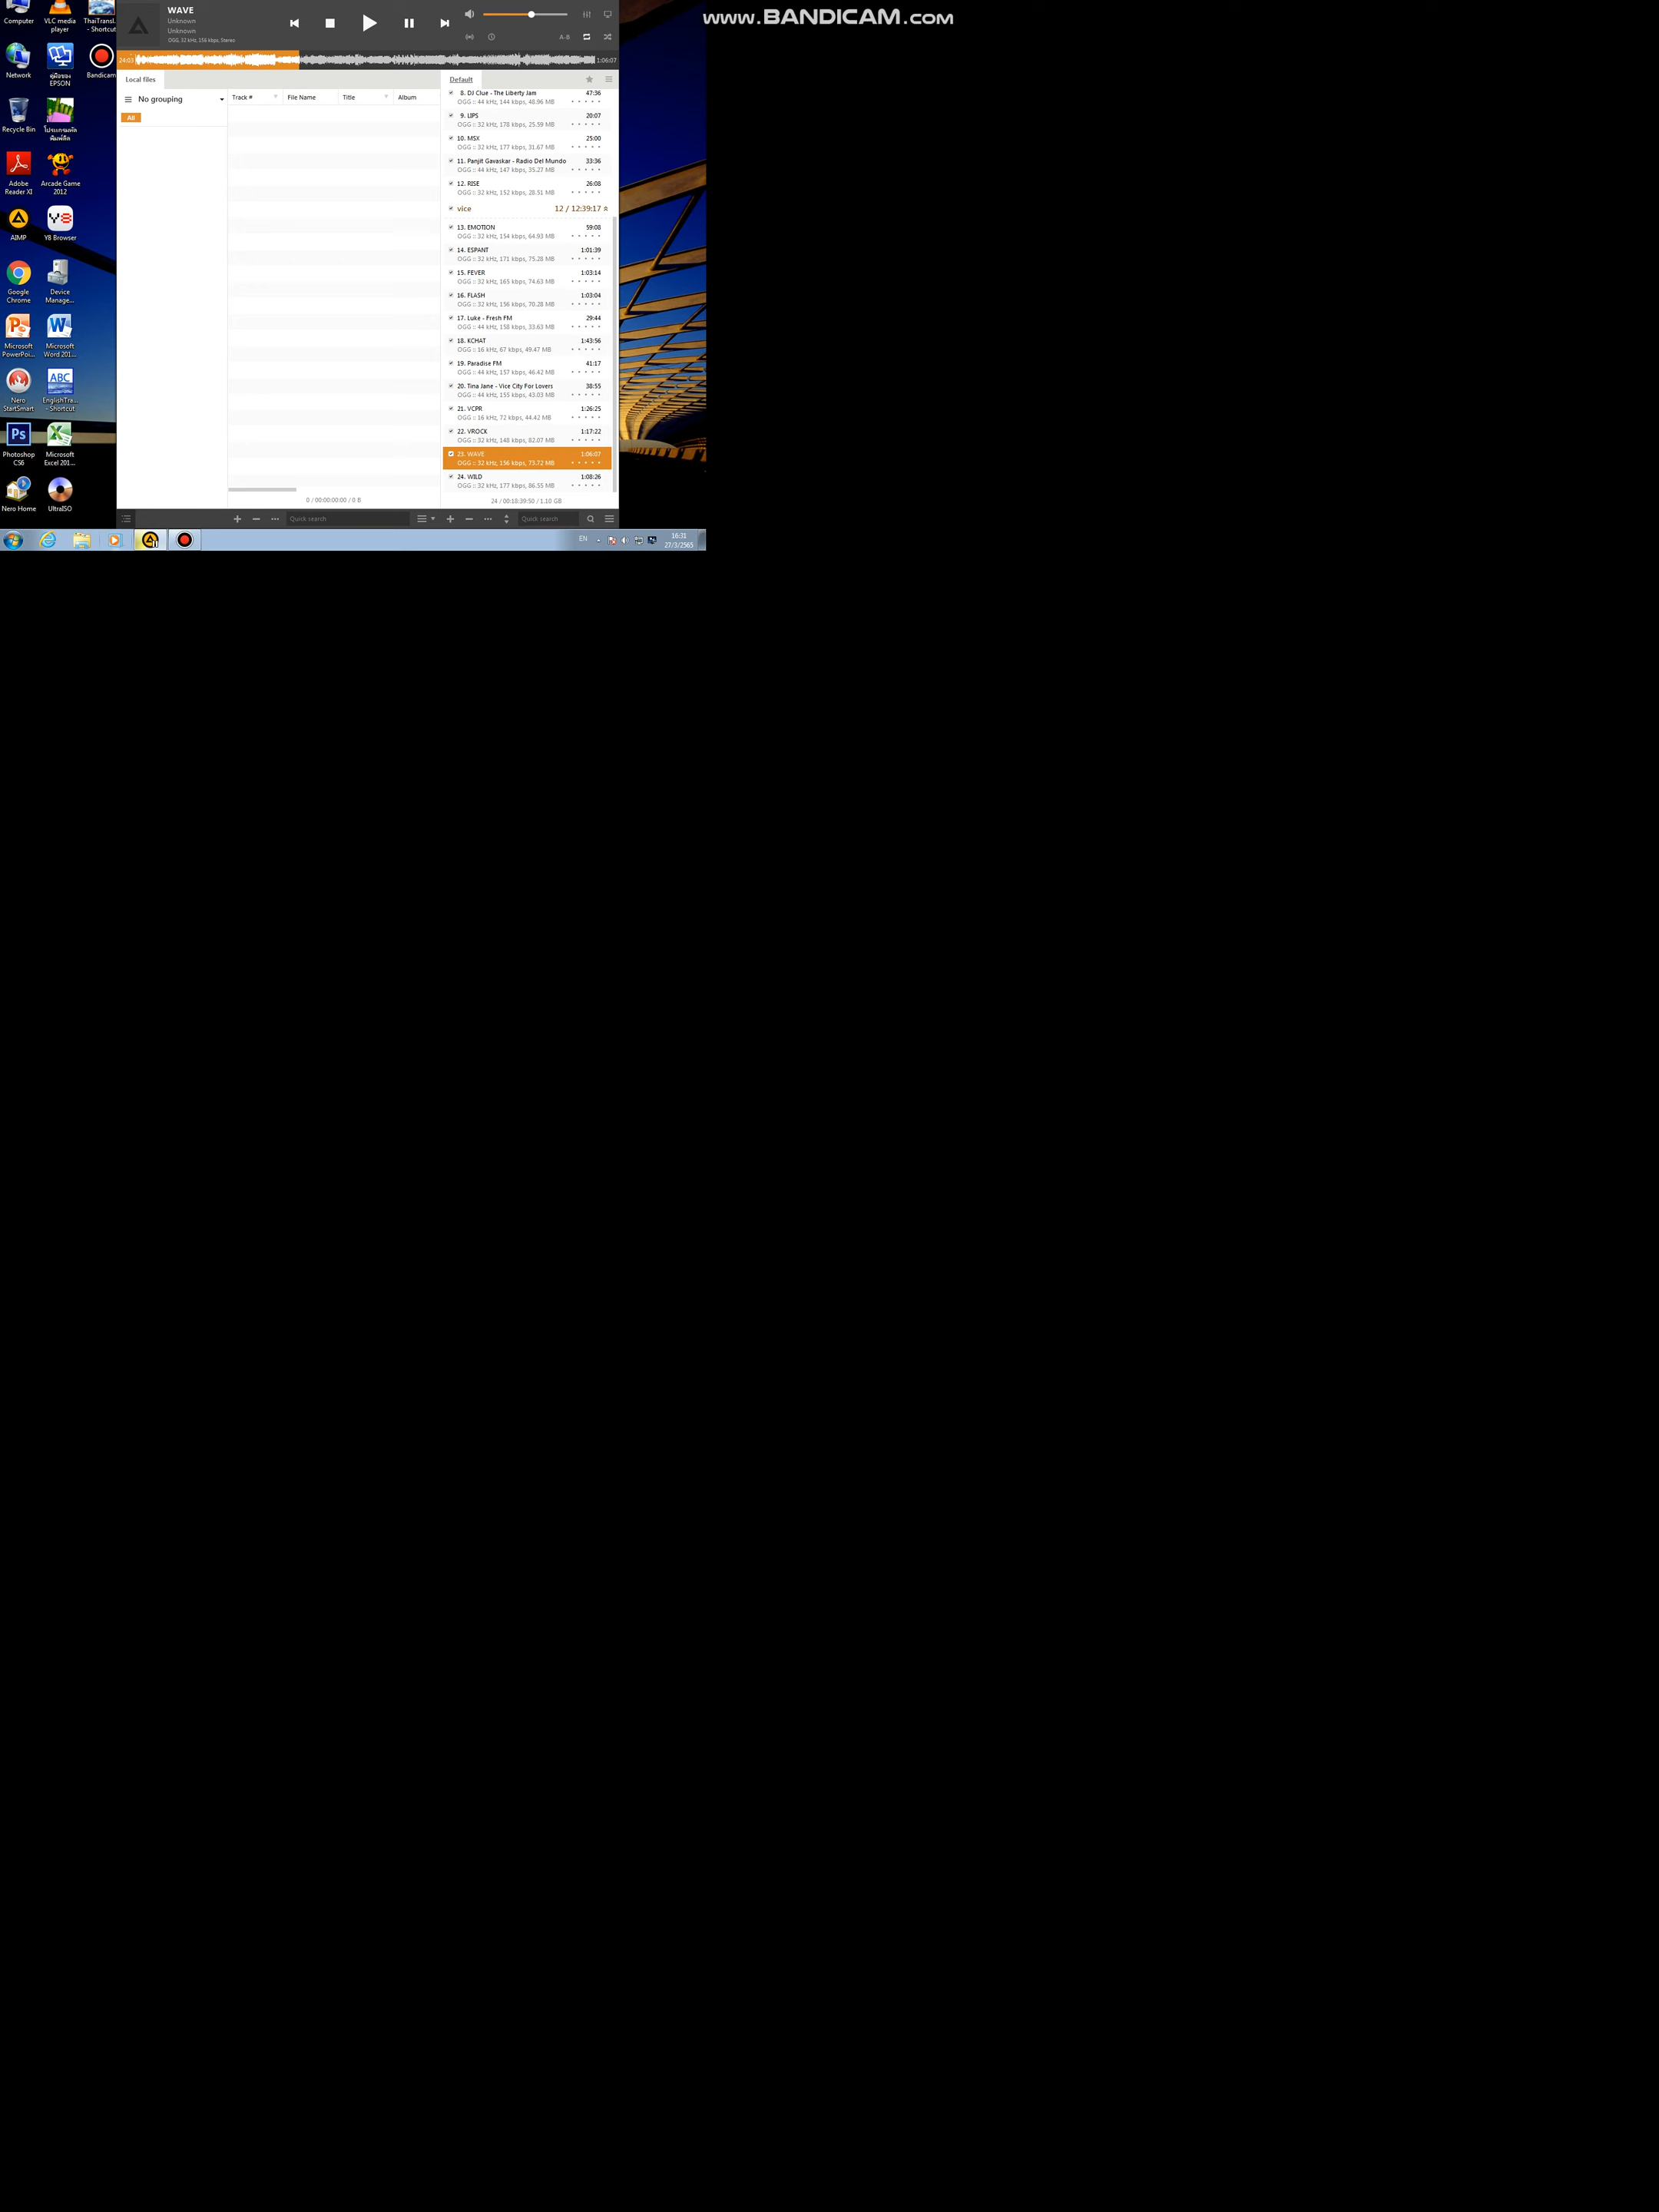 www.BANDICAM.com
Computer
VLC media player
ThaiTransl... - Shortcut
Network
คู่มือของ EPSON
Bandicam
Recycle Bin
Adobe Reader XI
Arcade Game 2012
AIMP
Y8 Browser
Google Chrome
Device Manage...
Microsoft PowerPoi...
Microsoft Word 201...
Nero StartSmart
ABC
EnglishTra... - Shortcut
Ps
Photoshop CS6
Microsoft Excel 201...
Nero Home
UltraISO
WAVE
Unknown
Unknown
OGG, 32 kHz, 156 kbps, Stereo
A-B
24:03
1:06:07
Local files
No grouping
All
Track # File Name Title Album
0 / 00:00:00:00 / 0 B
Quick search
Default
8. DJ Clue - The Liberty Jam 47:36
OGG :: 44 kHz, 144 kbps, 48.96 MB
9. LIPS 20:07
OGG :: 32 kHz, 178 kbps, 25.59 MB
10. MSX 25:00
OGG :: 32 kHz, 177 kbps, 31.67 MB
11. Panjit Gavaskar - Radio Del Mundo 33:36
OGG :: 44 kHz, 147 kbps, 35.27 MB
12. RISE 26:08
OGG :: 32 kHz, 152 kbps, 28.51 MB
vice 12 / 12:39:17
13. EMOTION 59:08
OGG :: 32 kHz, 154 kbps, 64.93 MB
14. ESPANT 1:01:39
OGG :: 32 kHz, 171 kbps, 75.28 MB
15. FEVER 1:03:14
OGG :: 32 kHz, 165 kbps, 74.63 MB
16. FLASH 1:03:04
OGG :: 32 kHz, 156 kbps, 70.28 MB
17. Luke - Fresh FM 29:44
OGG :: 44 kHz, 158 kbps, 33.63 MB
18. KCHAT 1:43:56
OGG :: 16 kHz, 67 kbps, 49.47 MB
19. Paradise FM 41:17
OGG :: 44 kHz, 157 kbps, 46.42 MB
20. Tina Jane - Vice City For Lovers 38:55
OGG :: 44 kHz, 155 kbps, 43.03 MB
21. VCPR 1:26:25
OGG :: 16 kHz, 72 kbps, 44.42 MB
22. VROCK 1:17:22
OGG :: 32 kHz, 148 kbps, 82.07 MB
23. WAVE 1:06:07
OGG :: 32 kHz, 156 kbps, 73.72 MB
24. WILD 1:08:26
OGG :: 32 kHz, 177 kbps, 86.55 MB
24 / 00:18:39:50 / 1.10 GB
Quick search
EN
16:31
27/3/2565